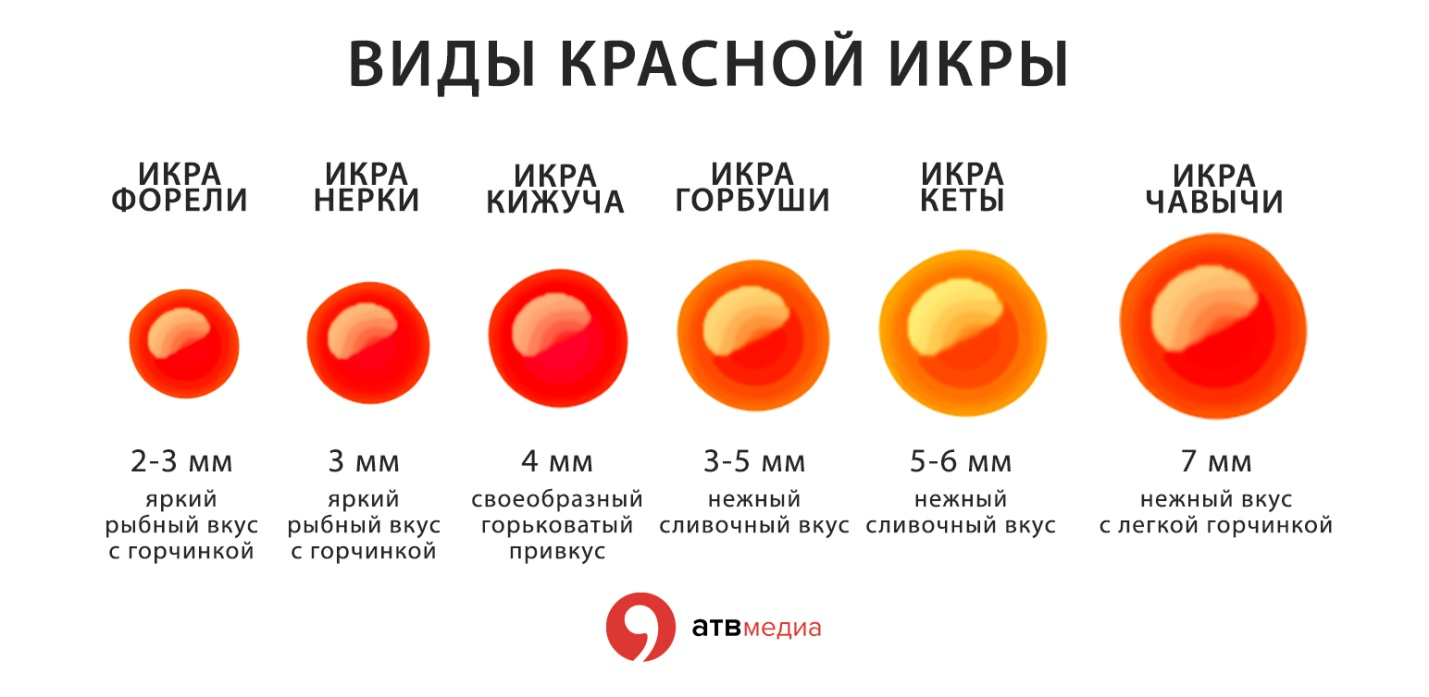 ВИДЫ КРАСНОЙ ИКРЫ
ИКРА
ФОРЕЛИ
ИКРА
НЕРКИ
ИКРА
КИЖУЧА
ИКРА
ГОРБУШИ
ИКРА
КЕТЫ
ИКРА
ЧАВЫЧИ
2-3 мм
яркий
рыбный вкус
с горчинкой
3 мм
яркий
рыбный вкус
с горчинкой
4 мм
своеобразный
горьковатый
привкус
3-5 мм
нежный
сливочный вкус
5-6 мм
нежный
сливочный вкус
7 мм
нежный вкус
с легкой горчинкой
атвмедиа